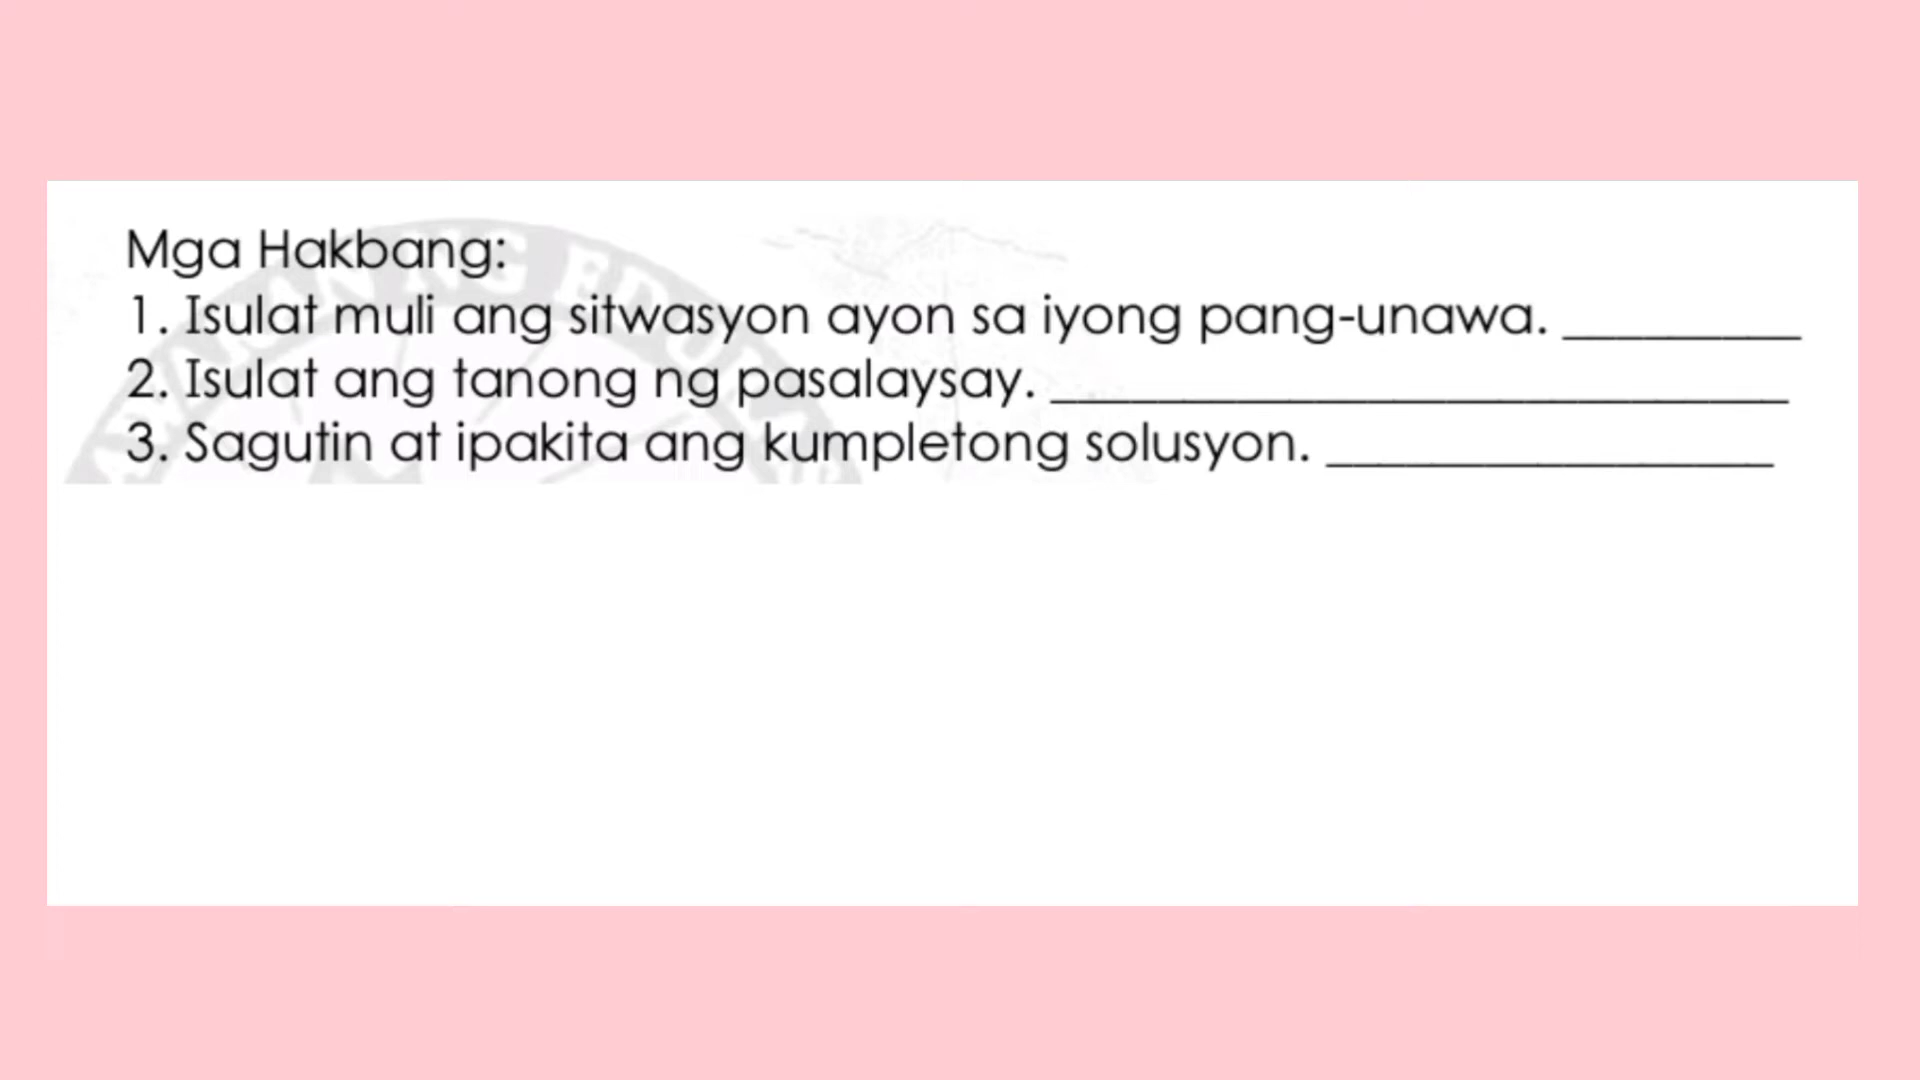 Mga Hakbang:
1. Isulat muli ang sitwasyon ayon sa iyong pang-unawa. _________
2. Isulat ang tanong ng pasalaysay. ____________________________
3. Sagutin at ipakita ang kumpletong solusyon. _________________